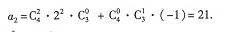 a₂ = C₄² · 2² · C₃⁰ + C₄⁰ · C₃¹ · (−1) = 21.